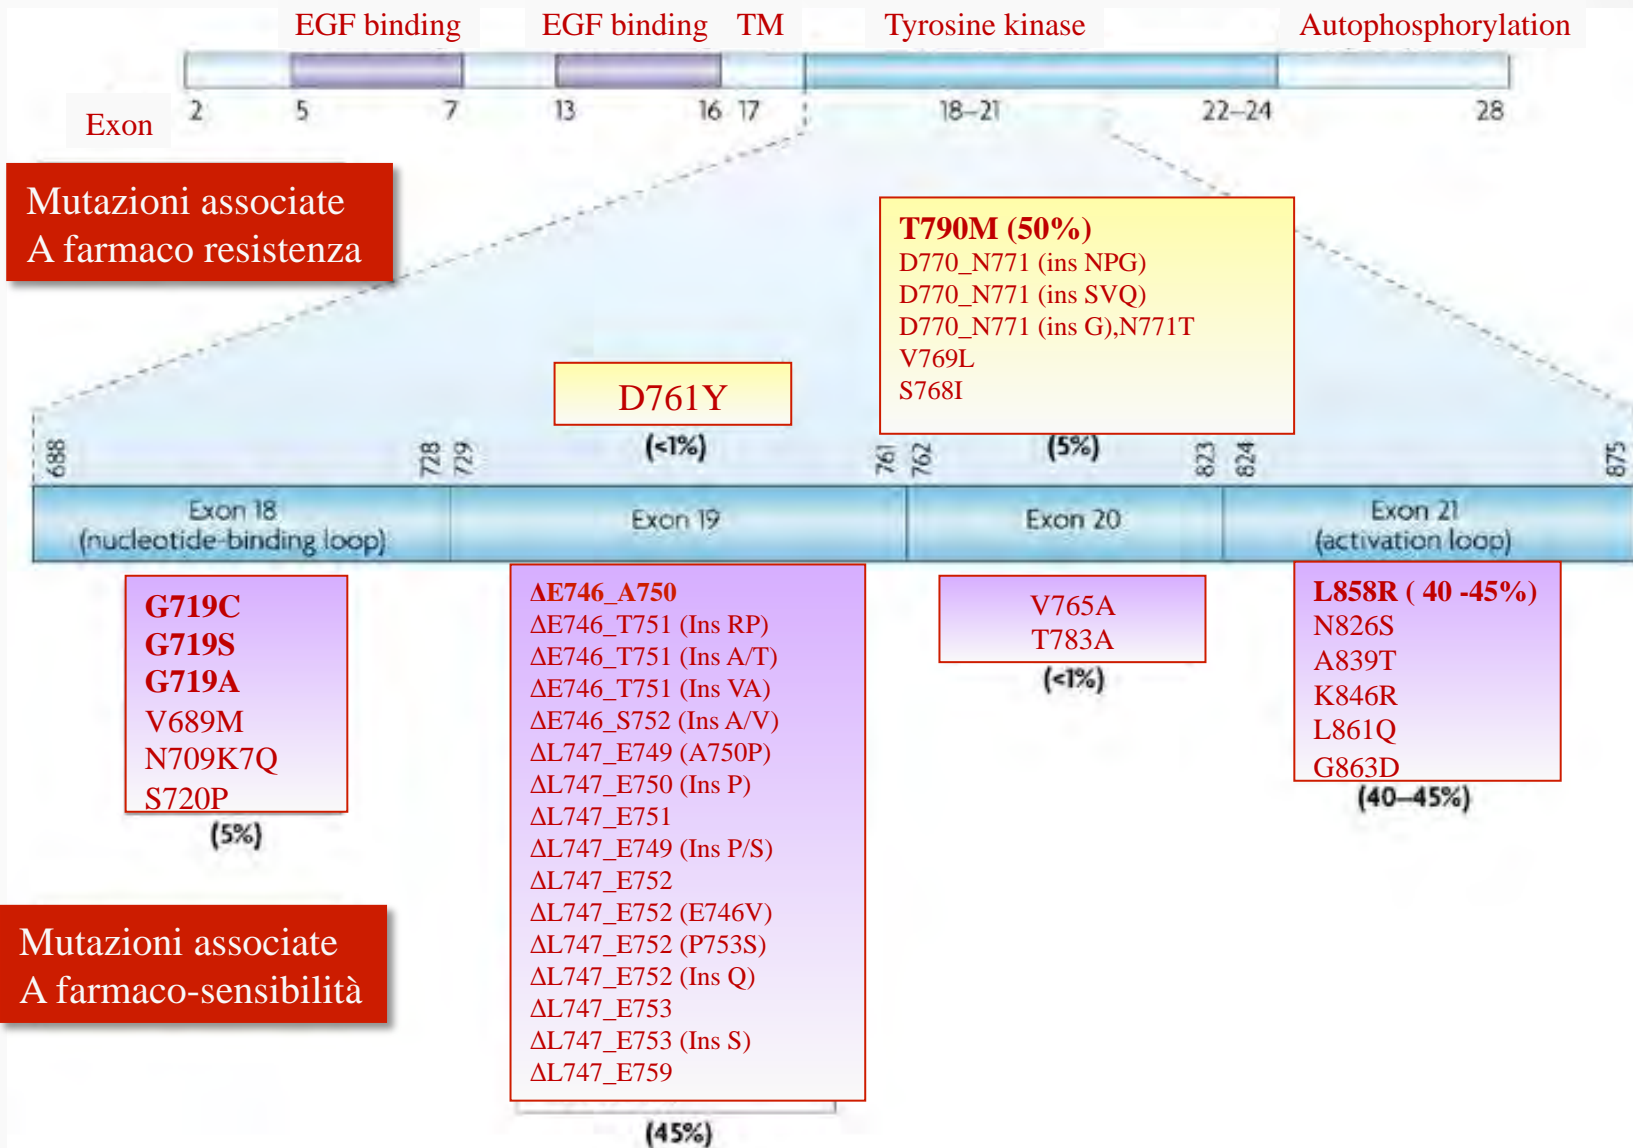 EGF binding EGF binding TM Tyrosine kinase Autophosphorylation
Exon 2 5 7 13 16 17 18–21 22–24 28
Mutazioni associate
A farmaco resistenza
T790M (50%)
D770_N771 (ins NPG)
D770_N771 (ins SVQ)
D770_N771 (ins G),N771T
V769L
S768I
(5%)
D761Y
(<1%)
688 728 729 761 762 823 824 875
Exon 18
(nucleotide-binding loop)
Exon 19
Exon 20
Exon 21
(activation loop)
G719C
G719S
G719A
V689M
N709K7Q
S720P
(5%)
ΔE746_A750
ΔE746_T751 (Ins RP)
ΔE746_T751 (Ins A/T)
ΔE746_T751 (Ins VA)
ΔE746_S752 (Ins A/V)
ΔL747_E749 (A750P)
ΔL747_E750 (Ins P)
ΔL747_E751
ΔL747_E749 (Ins P/S)
ΔL747_E752
ΔL747_E752 (E746V)
ΔL747_E752 (P753S)
ΔL747_E752 (Ins Q)
ΔL747_E753
ΔL747_E753 (Ins S)
ΔL747_E759
(45%)
V765A
T783A
(<1%)
L858R ( 40 -45%)
N826S
A839T
K846R
L861Q
G863D
(40–45%)
Mutazioni associate
A farmaco-sensibilità